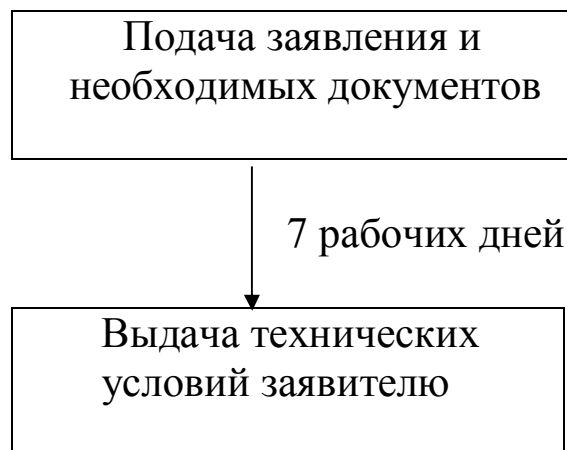 Подача заявления и
необходимых документов
7 рабочих дней
Выдача технических
условий заявителю